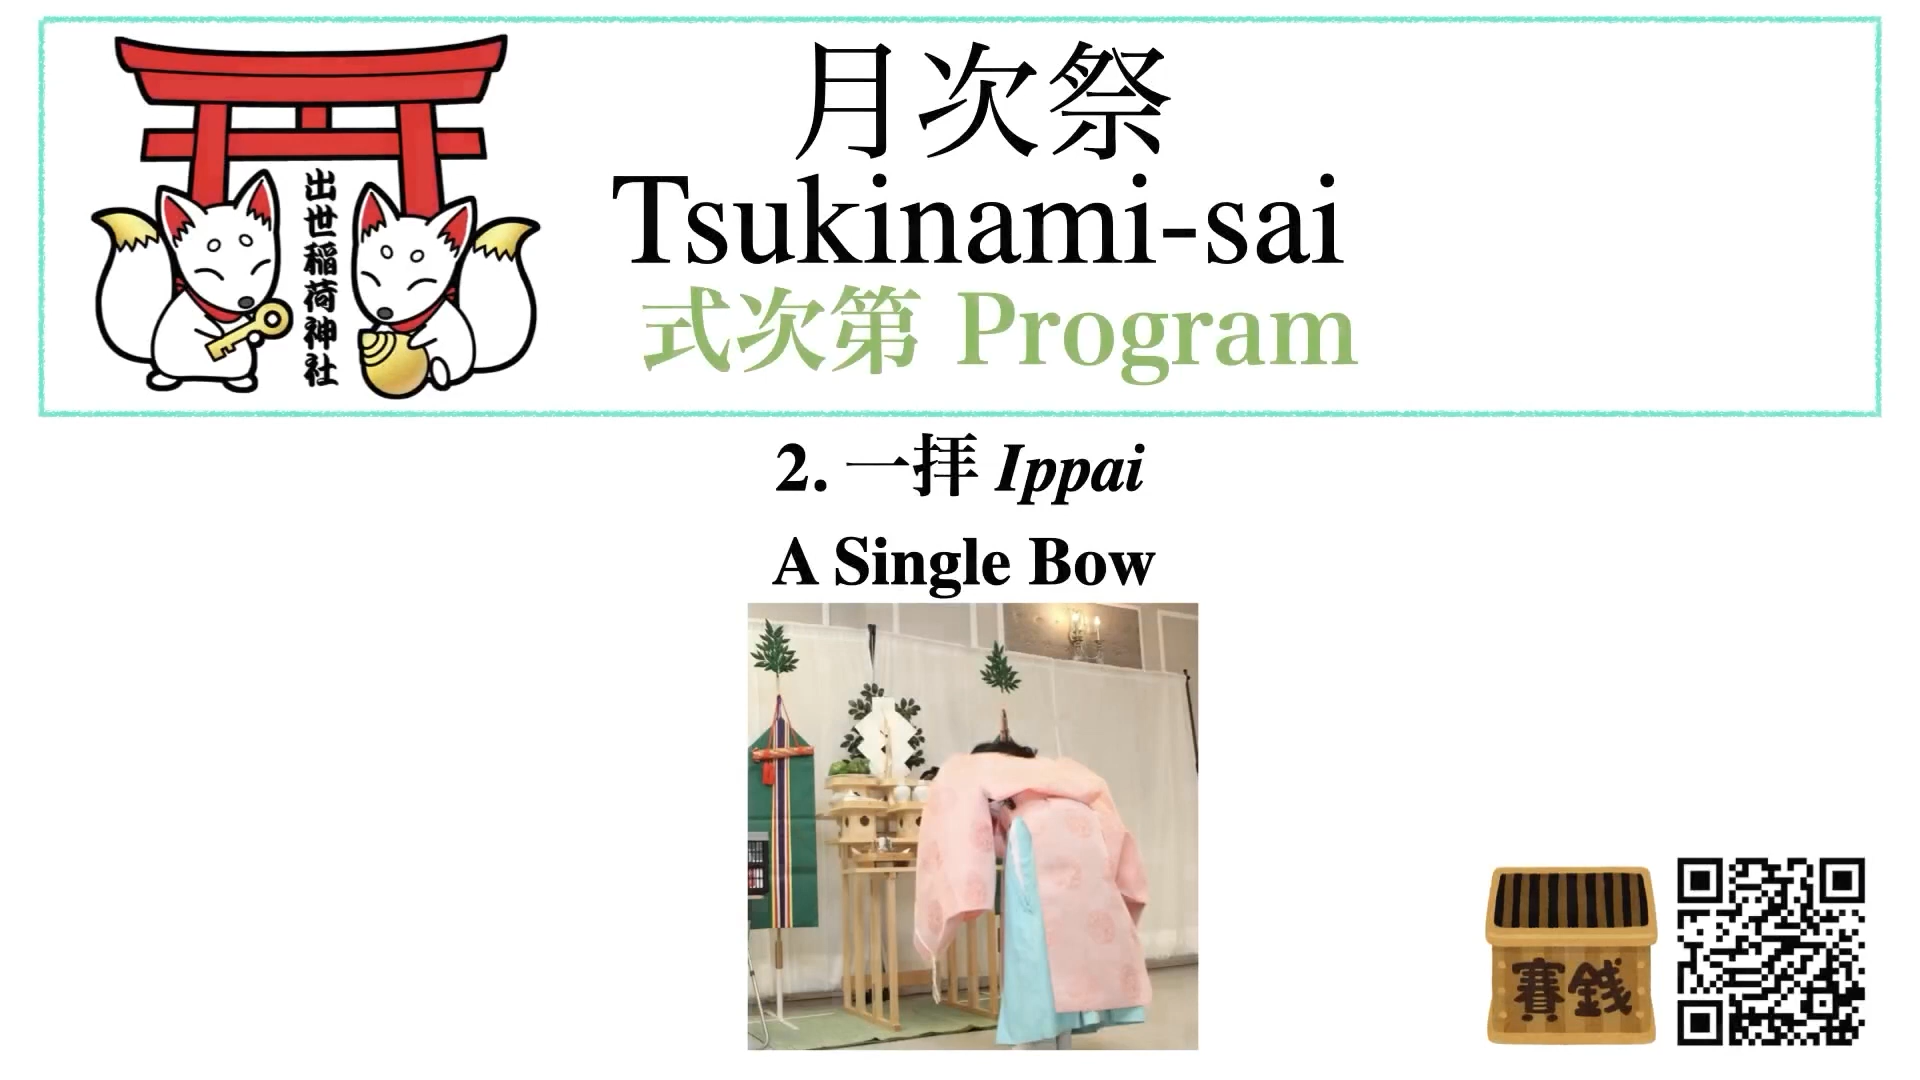 出世稲荷神社
月次祭
Tsukinami-sai
式次第 Program
2. 一拝 Ippai
A Single Bow
賽銭